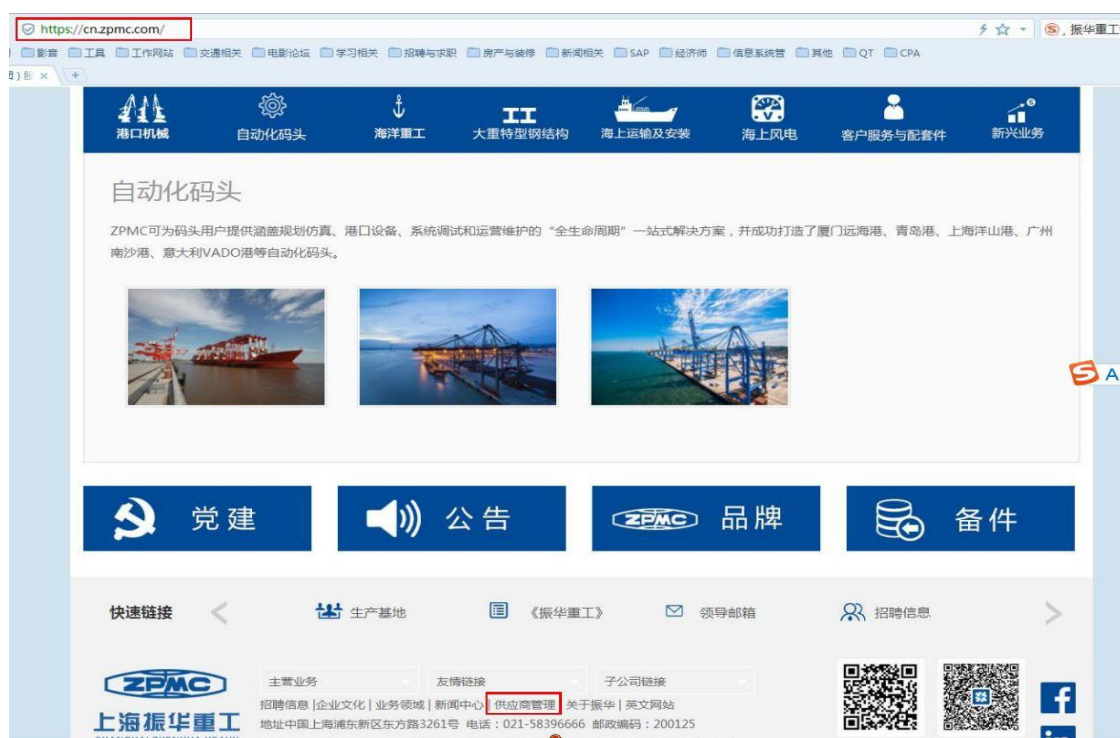 https://cn.zpmc.com/
振华重工
影音 工具 工作网站 交通相关 电影论坛 学习相关 招聘与求职 房产与装修 新闻相关 SAP 经济师 信息系统管 其他 QT CPA
港口机械 自动化码头 海洋重工 大重特型钢结构 海上运输及安装 海上风电 客户服务与配套件 新兴业务
自动化码头
ZPMC可为码头用户提供涵盖规划仿真、港口设备、系统调试和运营维护的“全生命周期”一站式解决方案，并成功打造了厦门远海港、青岛港、上海洋山港、广州
南沙港、意大利VADO港等自动化码头。
党建 公告 ZPMC 品牌 备件
快速链接 生产基地 《振华重工》 领导邮箱 招聘信息
ZPMC
主营业务 友情链接 子公司链接
招聘信息 |企业文化 | 业务领域 | 新闻中心 | 供应商管理 | 关于振华 | 英文网站
上海振华重工
地址中国上海浦东新区东方路3261号 电话：021-58396666 邮政编码：200125